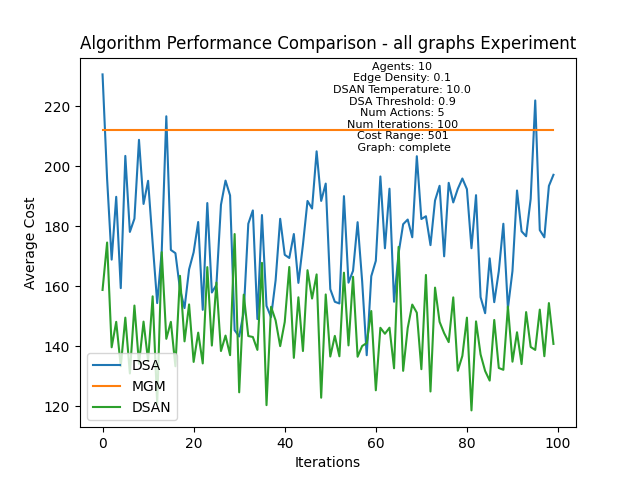 Algorithm Performance Comparison - all graphs Experiment
Agents: 10
Edge Density: 0.1
DSAN Temperature: 10.0
DSA Threshold: 0.9
Num Actions: 5
Num Iterations: 100
Cost Range: 501
Graph: complete
Average Cost
220
200
180
160
140
120
DSA
MGM
DSAN
0 20 40 60 80 100
Iterations